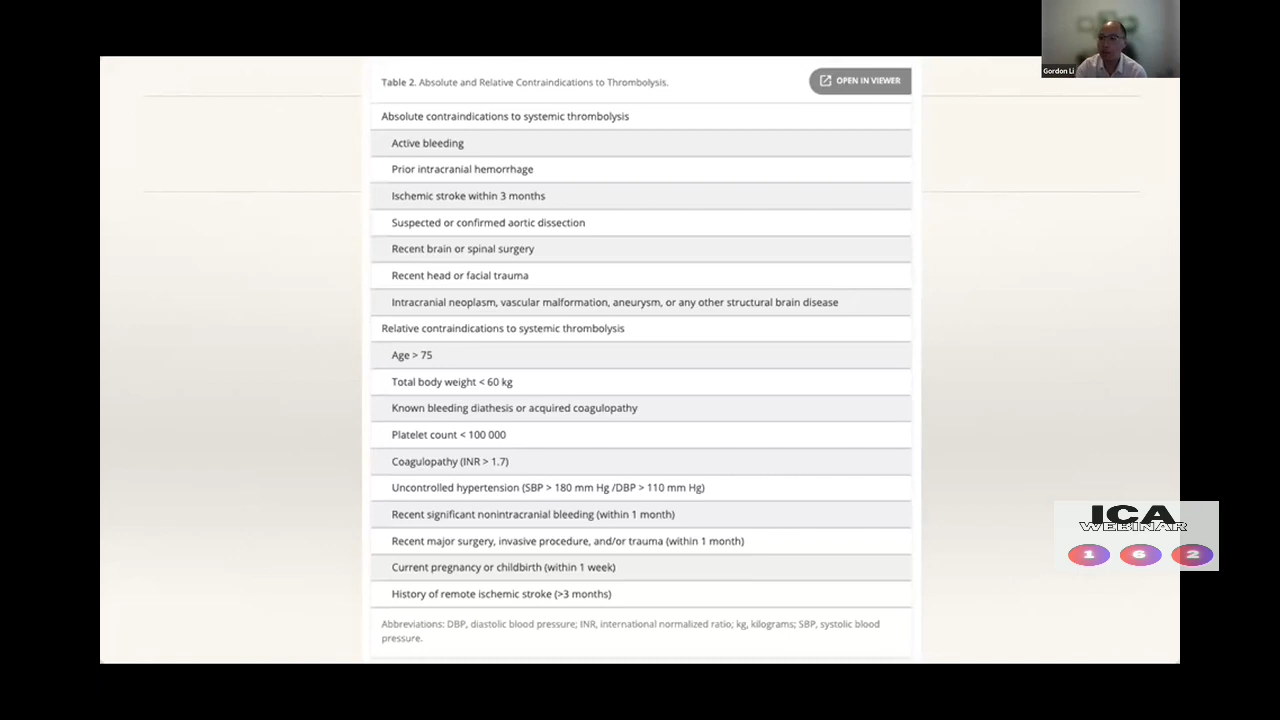 Gordon Li
Table 2. Absolute and Relative Contraindications to Thrombolysis.
OPEN IN VIEWER
Absolute contraindications to systemic thrombolysis
Active bleeding
Prior intracranial hemorrhage
Ischemic stroke within 3 months
Suspected or confirmed aortic dissection
Recent brain or spinal surgery
Recent head or facial trauma
Intracranial neoplasm, vascular malformation, aneurysm, or any other structural brain disease
Relative contraindications to systemic thrombolysis
Age > 75
Total body weight < 60 kg
Known bleeding diathesis or acquired coagulopathy
Platelet count < 100 000
Coagulopathy (INR > 1.7)
Uncontrolled hypertension (SBP > 180 mm Hg /DBP > 110 mm Hg)
Recent significant nonintracranial bleeding (within 1 month)
Recent major surgery, invasive procedure, and/or trauma (within 1 month)
Current pregnancy or childbirth (within 1 week)
History of remote ischemic stroke (>3 months)
Abbreviations: DBP, diastolic blood pressure; INR, international normalized ratio; kg, kilograms; SBP, systolic blood
pressure.
ICA
WEBINAR
1 6 2